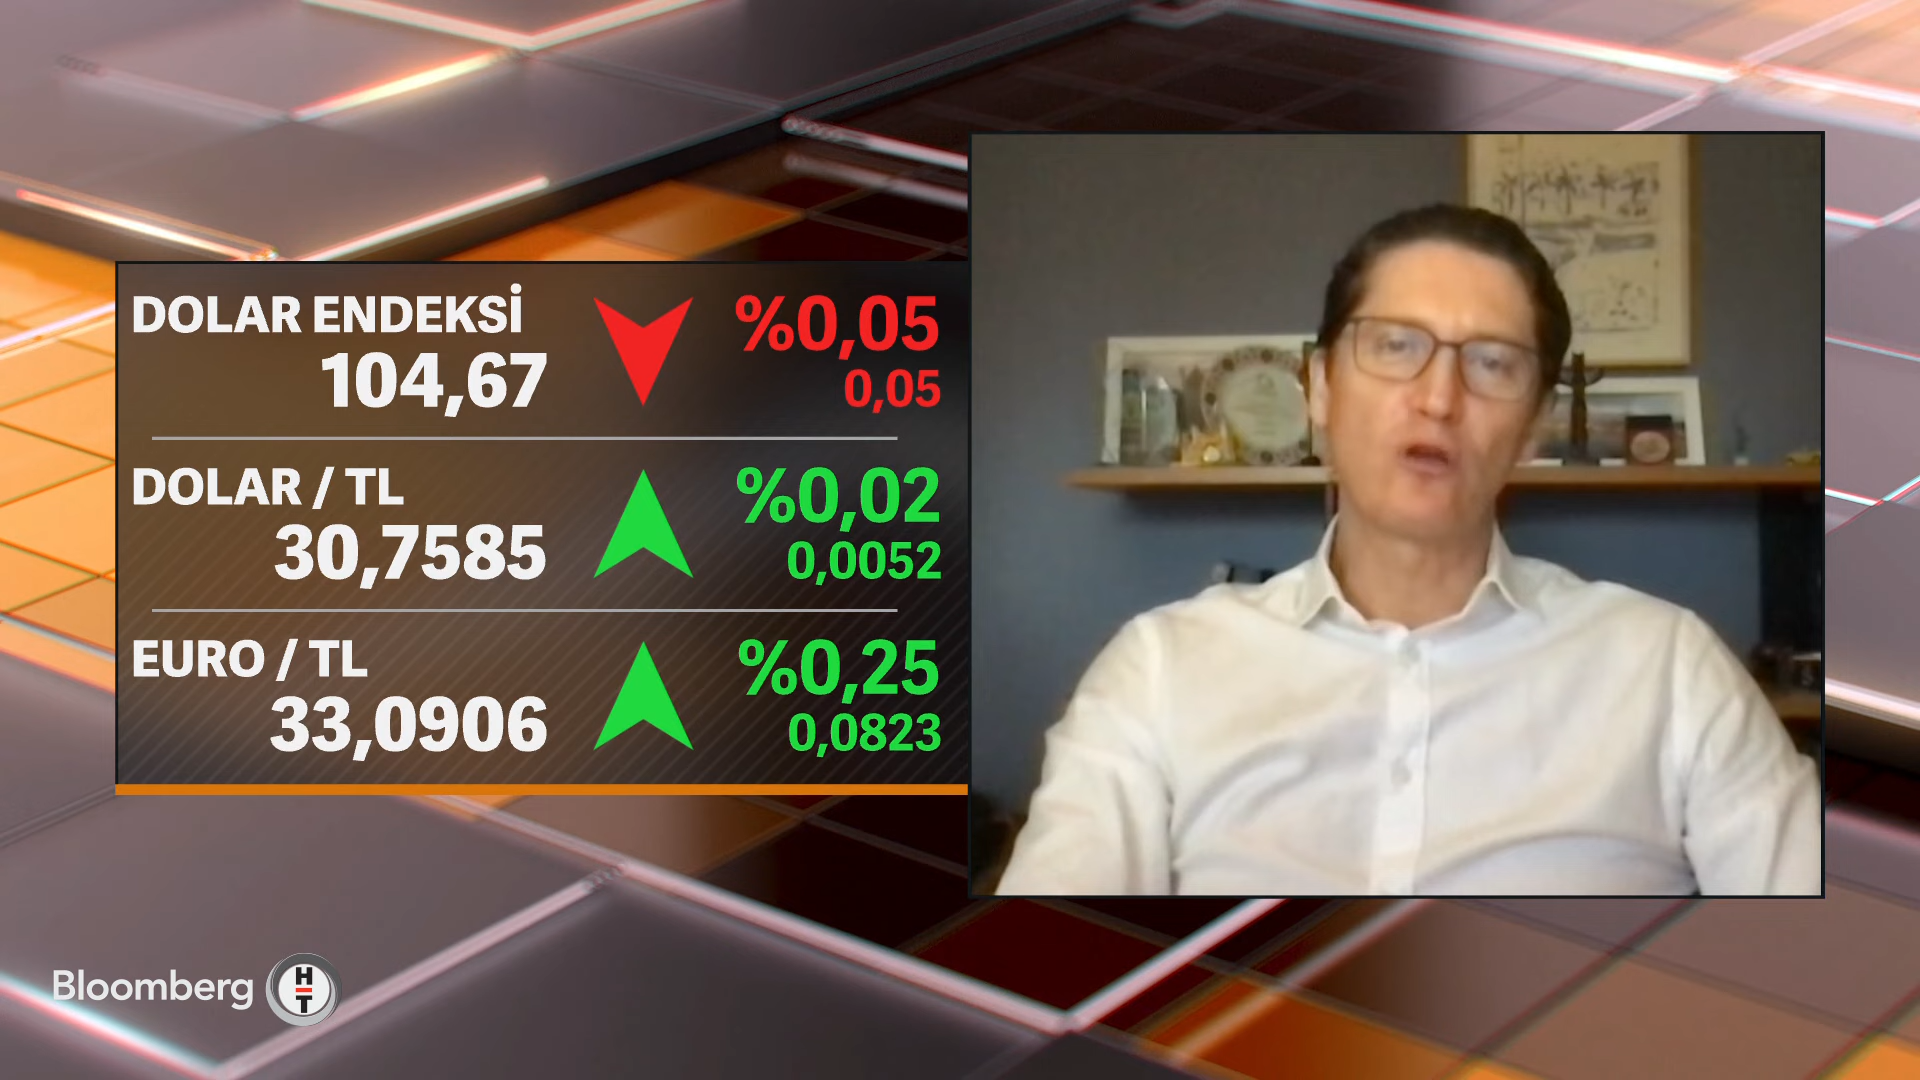 DOLAR ENDEKSİ
104,67
%0,05
0,05
DOLAR / TL
30,7585
%0,02
0,0052
EURO / TL
33,0906
%0,25
0,0823
Bloomberg HT